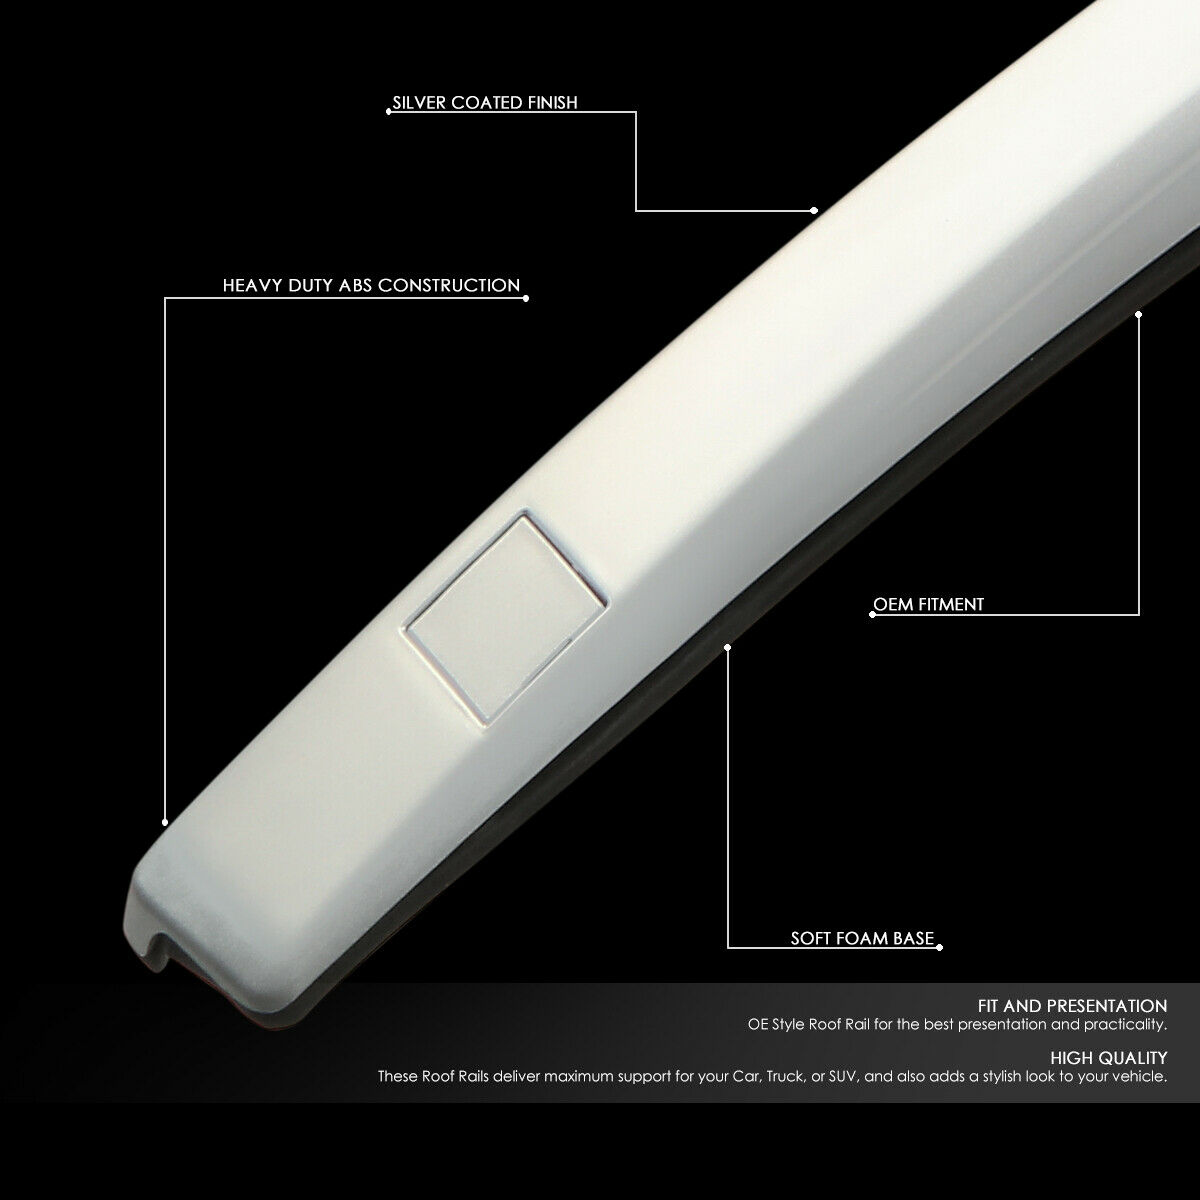 SILVER COATED FINISH
HEAVY DUTY ABS CONSTRUCTION
OEM FITMENT
SOFT FOAM BASE
FIT AND PRESENTATION
OE Style Roof Rail for the best presentation and practicality.
HIGH QUALITY
These Roof Rails deliver maximum support for your Car, Truck, or SUV, and also adds a stylish look to your vehicle.